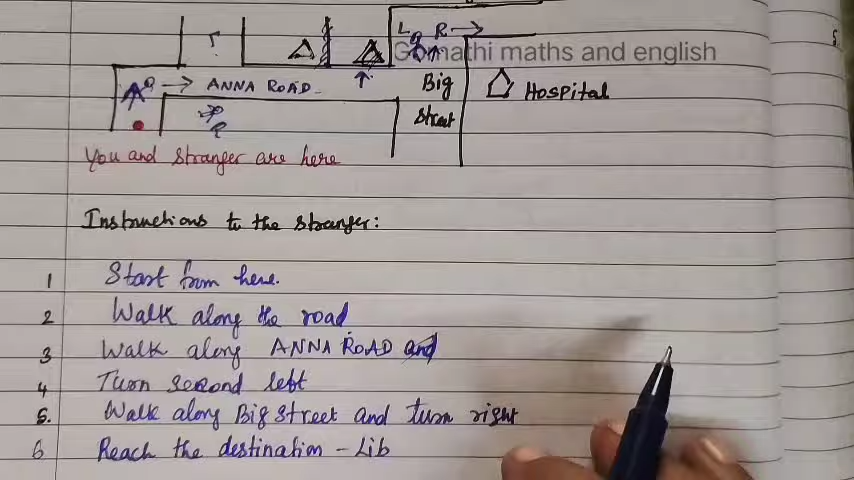 L R →
Gomathi maths and english
→ ANNA ROAD
Big
Street
Hospital
R
You and stranger are here
Instructions to the stranger:
1 Start from here.
2 Walk along the road
3 Walk along ANNA ROAD and
4 Turn second left
5. Walk along Big Street and turn right
6 Reach the destination - Lib